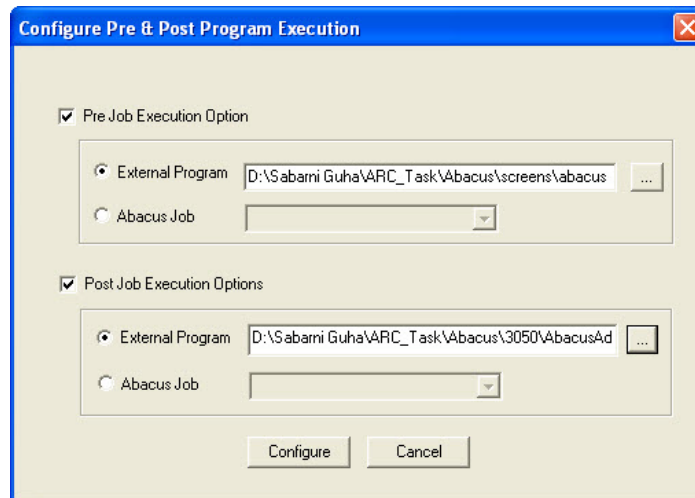 Configure Pre & Post Program Execution
Pre Job Execution Option
External Program D:\Sabarni Guha\ARC_Task\Abacus\screens\abacus ...
Abacus Job
Post Job Execution Options
External Program D:\Sabarni Guha\ARC_Task\Abacus\3050\AbacusAd ...
Abacus Job
Configure Cancel